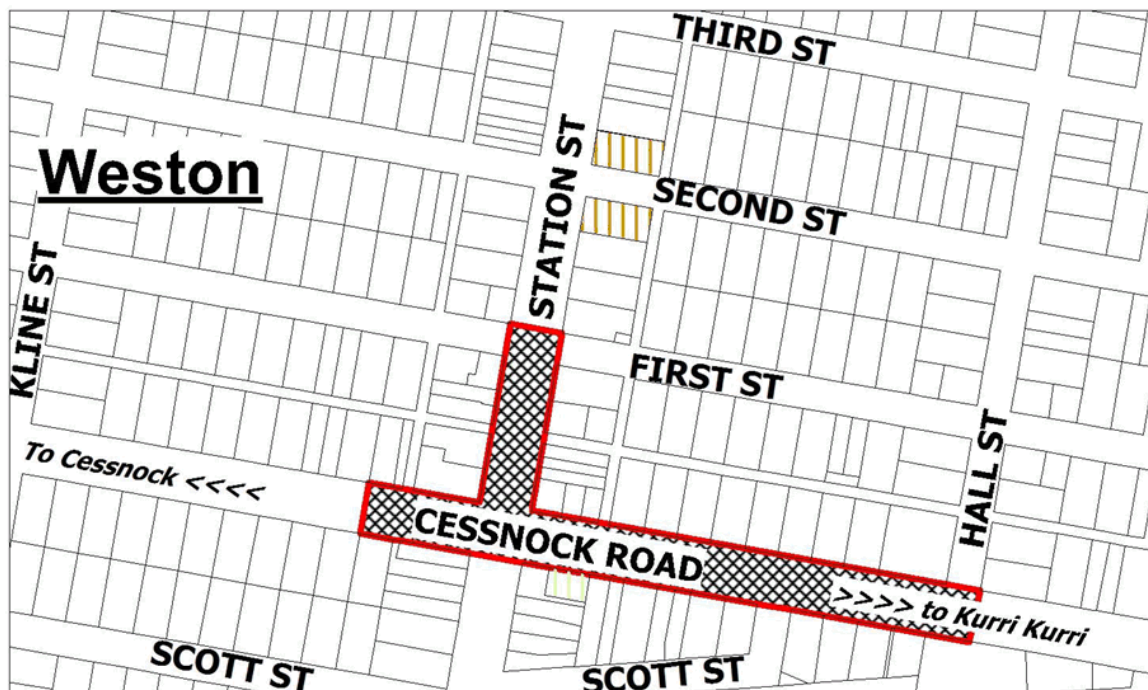 THIRD ST
Weston
STATION ST
SECOND ST
KLINE ST
FIRST ST
To Cessnock <<<<
HALL ST
CESSNOCK ROAD
>>>> to Kurri Kurri
SCOTT ST
SCOTT ST